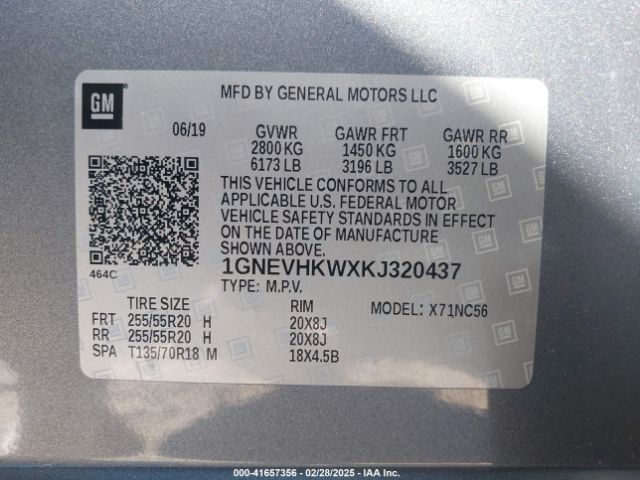 GM
MFD BY GENERAL MOTORS LLC
06/19 GVWR GAWR FRT GAWR RR
2800 KG 1450 KG 1600 KG
6173 LB 3196 LB 3527 LB
THIS VEHICLE CONFORMS TO ALL
APPLICABLE U.S. FEDERAL MOTOR
VEHICLE SAFETY STANDARDS IN EFFECT
ON THE DATE OF MANUFACTURE
SHOWN ABOVE.
464C
1GNEVHKWXKJ320437
TYPE: M.P.V.
TIRE SIZE RIM MODEL: X71NC56
FRT 255/55R20 H 20X8J
RR 255/55R20 H 20X8J
SPA T135/70R18 M 18X4.5B
000-41657356 - 02/28/2025 - IAAI.COM